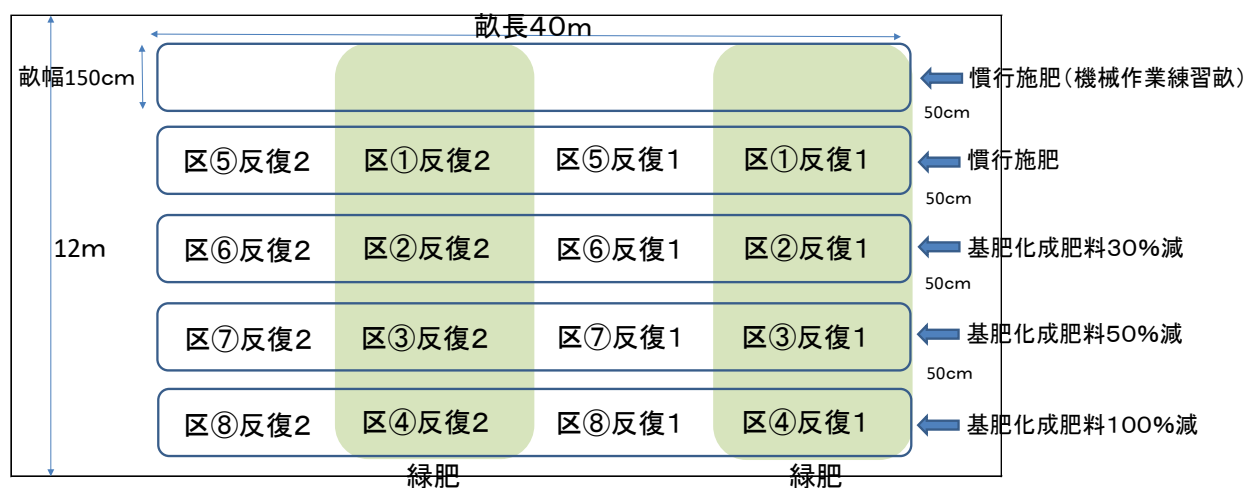 畝長40m
畝幅150cm
慣行施肥(機械作業練習畝)
50cm
区⑤反復2 区①反復2 区⑤反復1 区①反復1 慣行施肥
50cm
12m 区⑥反復2 区②反復2 区⑥反復1 区②反復1 基肥化成肥料30%減
50cm
区⑦反復2 区③反復2 区⑦反復1 区③反復1 基肥化成肥料50%減
50cm
区⑧反復2 区④反復2 区⑧反復1 区④反復1 基肥化成肥料100%減
緑肥 緑肥